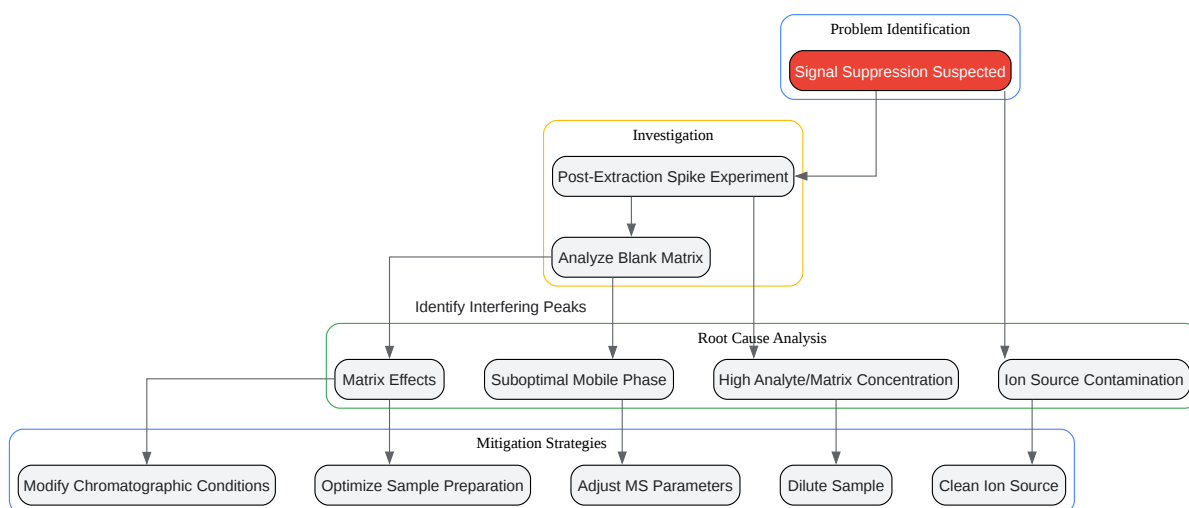 Problem Identification
Signal Suppression Suspected
Investigation
Post-Extraction Spike Experiment
Analyze Blank Matrix
Identify Interfering Peaks
Root Cause Analysis
Matrix Effects
Suboptimal Mobile Phase
High Analyte/Matrix Concentration
Ion Source Contamination
Mitigation Strategies
Modify Chromatographic Conditions
Optimize Sample Preparation
Adjust MS Parameters
Dilute Sample
Clean Ion Source